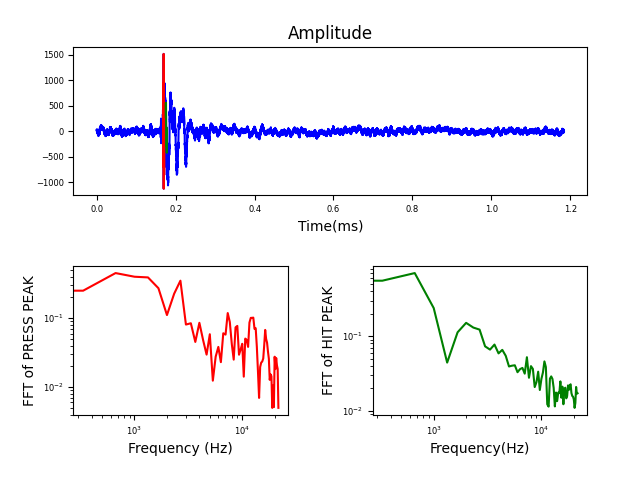 Amplitude
1500
1000
500
0
−500
−1000
0.0 0.2 0.4 0.6 0.8 1.0 1.2
Time(ms)
FFT of PRESS PEAK
10⁻¹
10⁻²
10³ 10⁴
Frequency (Hz)
FFT of HIT PEAK
10⁻¹
10⁻²
10³ 10⁴
Frequency(Hz)